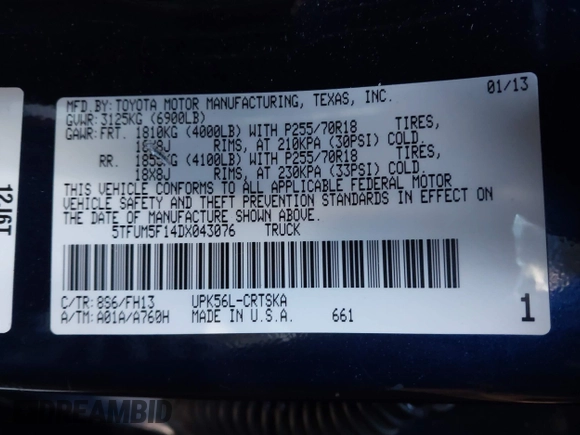 MFD.BY:TOYOTA MOTOR MANUFACTURING, TEXAS, INC. 01/13
GVWR:3125KG (6900LB)
GAWR:FRT. 1810KG (4000LB) WITH P255/70R18 TIRES,
RIMS, AT 210KPA (30PSI) COLD.
RR. (4100LB) WITH P255/70R18 TIRES,
18X8J RIMS, AT 230KPA (33PSI) COLD.
THIS VEHICLE CONFORMS TO ALL APPLICABLE FEDERAL MOTOR
VEHICLE SAFETY AND THEFT PREVENTION STANDARDS IN EFFECT ON
THE DATE OF MANUFACTURE SHOWN ABOVE.
5TFUM5F14DX043076 TRUCK
C/TR: 8S6/FH13 UPK56L-CRTSKA
A/TM: A01A/A760H MADE IN U.S.A. 661 1